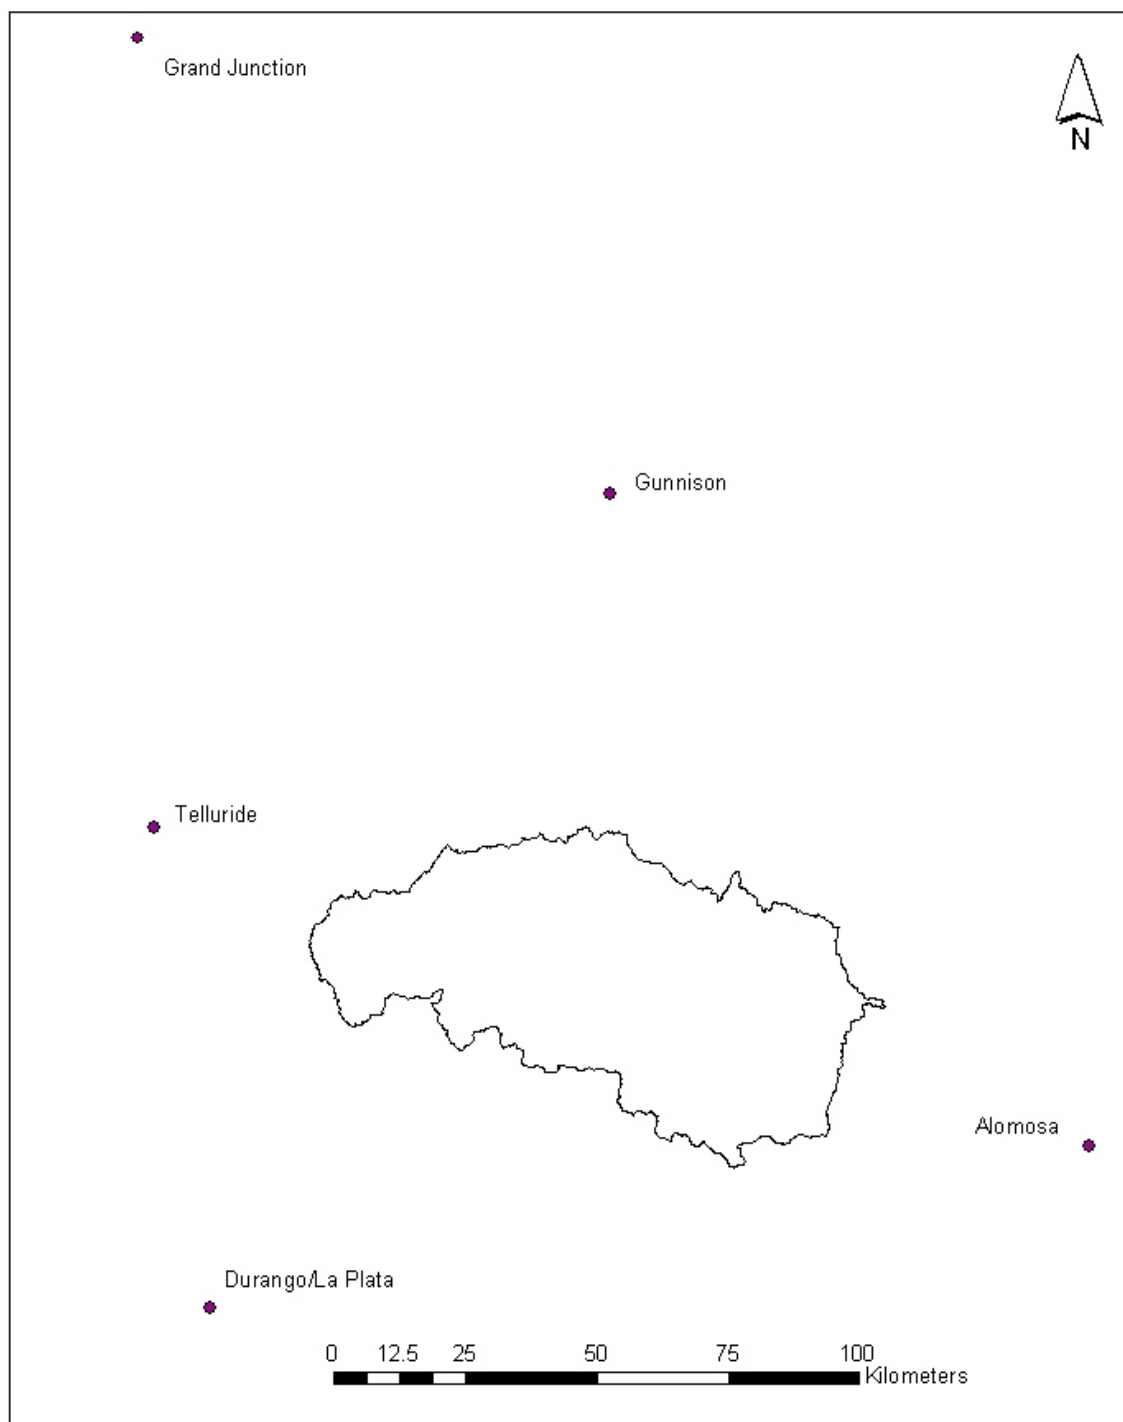 Grand Junction
N
Gunnison
Telluride
Alomosa
Durango/La Plata
0 12.5 25 50 75 100
Kilometers